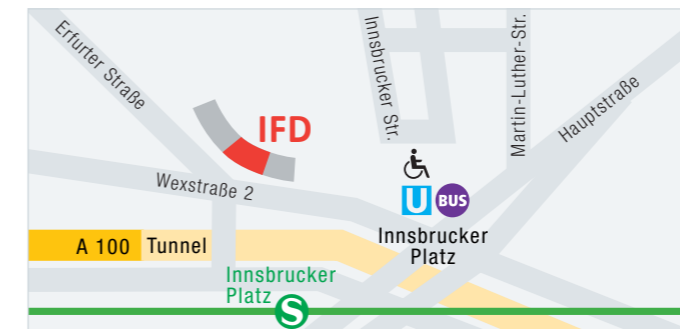 Erfurter Straße
Innsbrucker Str.
Martin-Luther-Str.
Hauptstraße
IFD
Wexstraße 2
U BUS
Innsbrucker
Platz
A 100 Tunnel
Innsbrucker
Platz
S